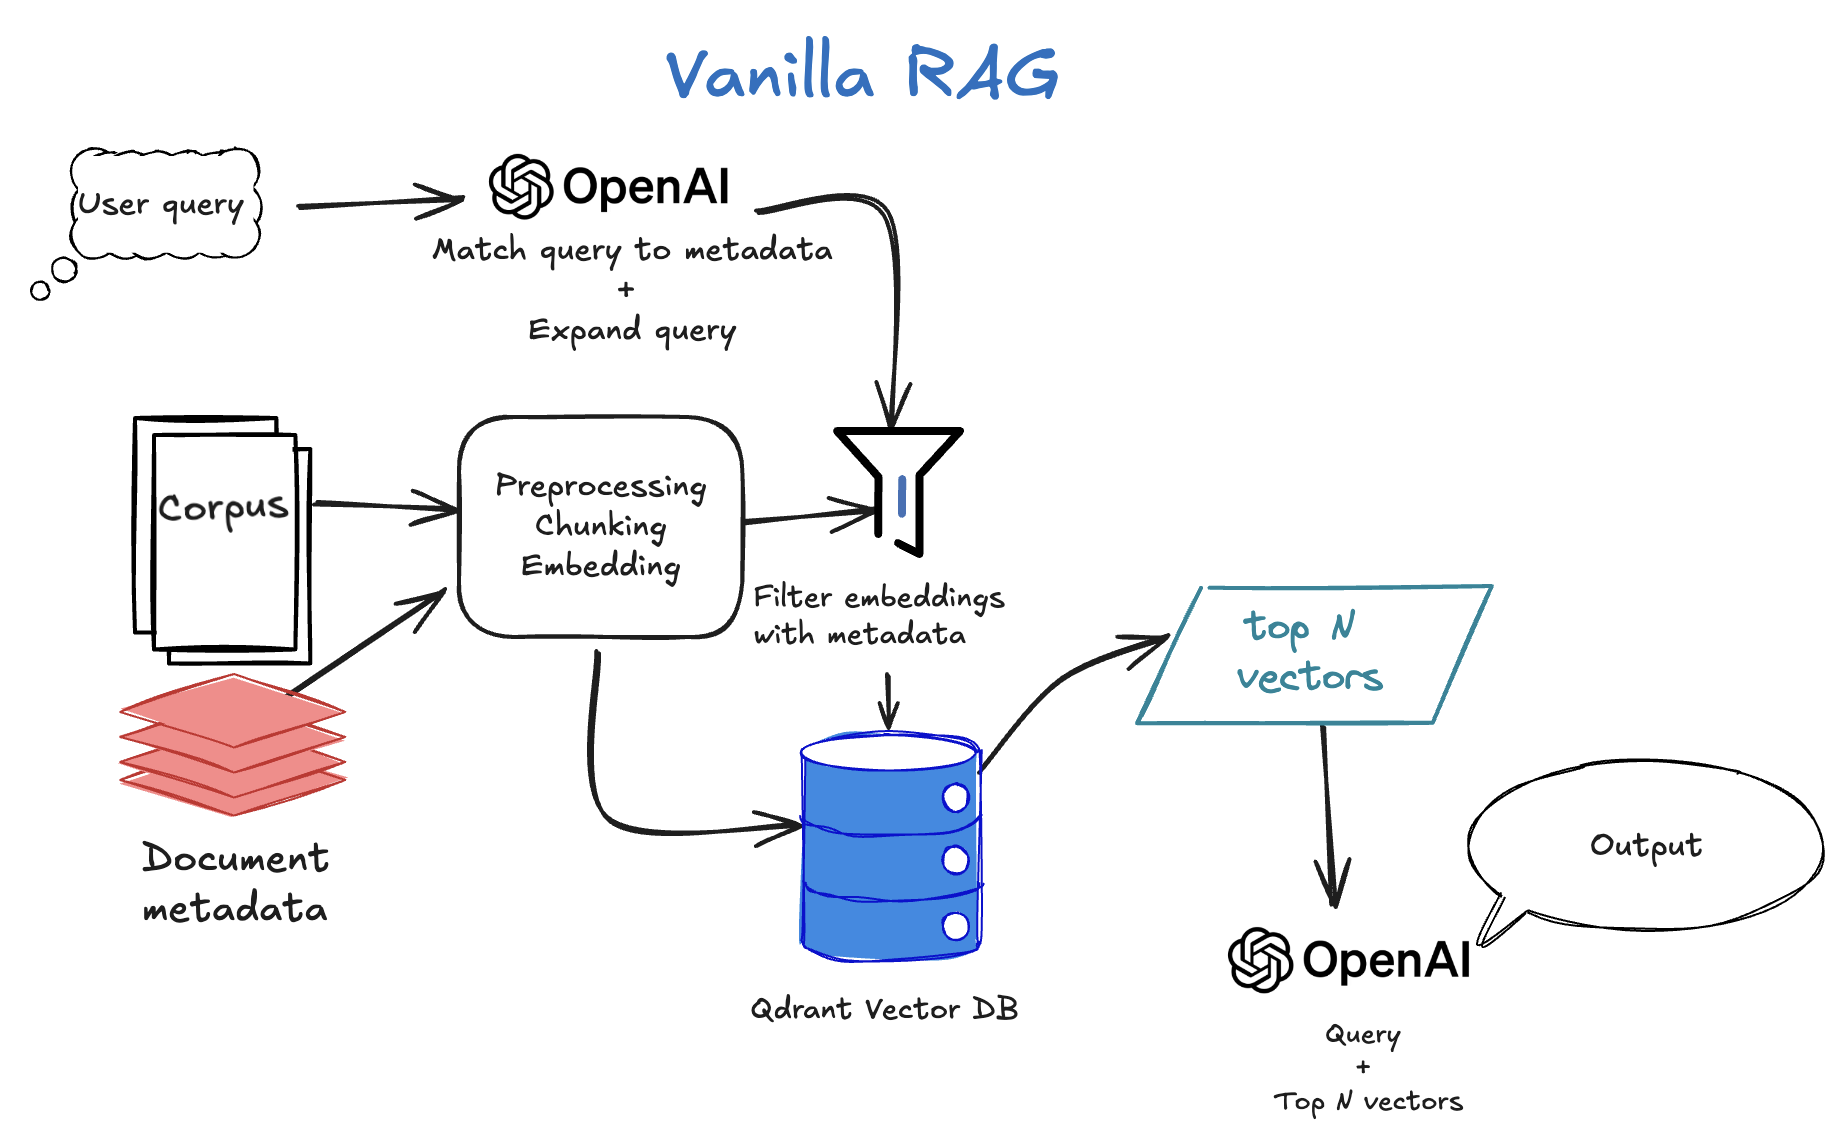 Vanilla RAG
User query
OpenAI
Match query to metadata
+
Expand query
Corpus
Preprocessing
Chunking
Embedding
Filter embeddings
with metadata
Document
metadata
top N
vectors
Qdrant Vector DB
Output
OpenAI
Query
+
Top N vectors